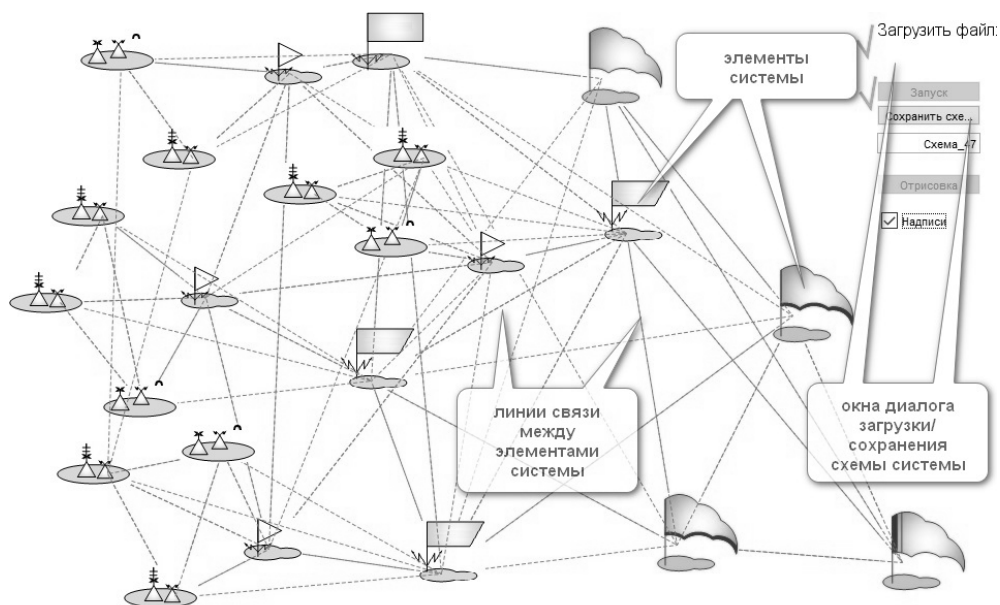 Загрузить файл:
элементы
системы
Запуск
Сохранить схе...
Схема_47
Отрисовка
Надписи
линии связи
между
элементами
системы
окна диалога
загрузки/
сохранения
схемы системы